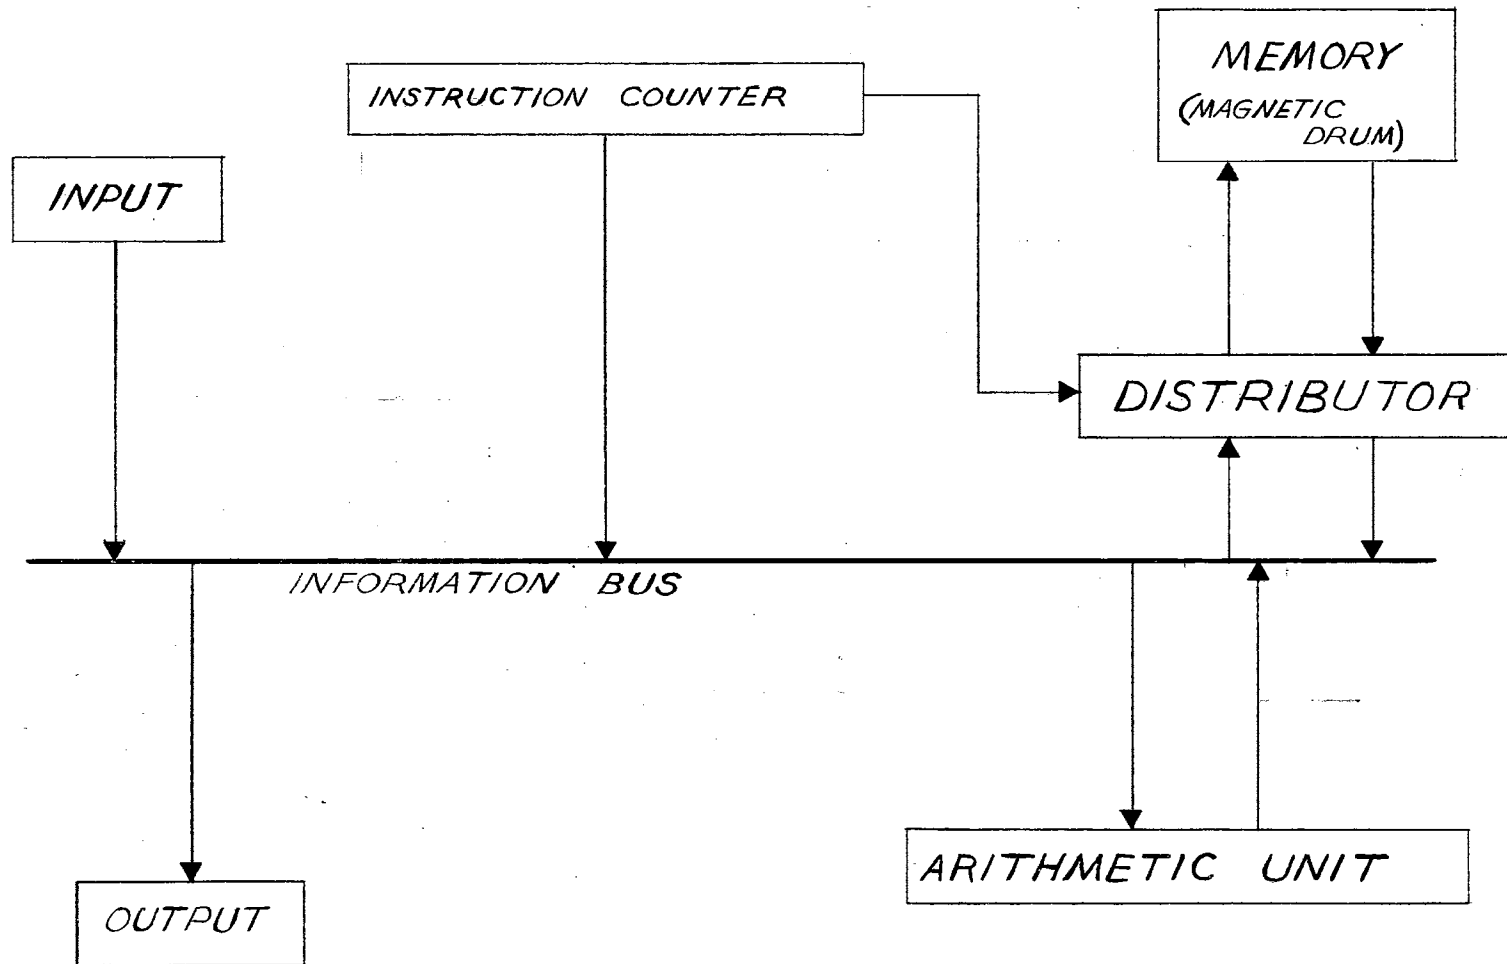 MEMORY
(MAGNETIC
DRUM)
INSTRUCTION COUNTER
INPUT
DISTRIBUTOR
INFORMATION BUS
ARITHMETIC UNIT
OUTPUT